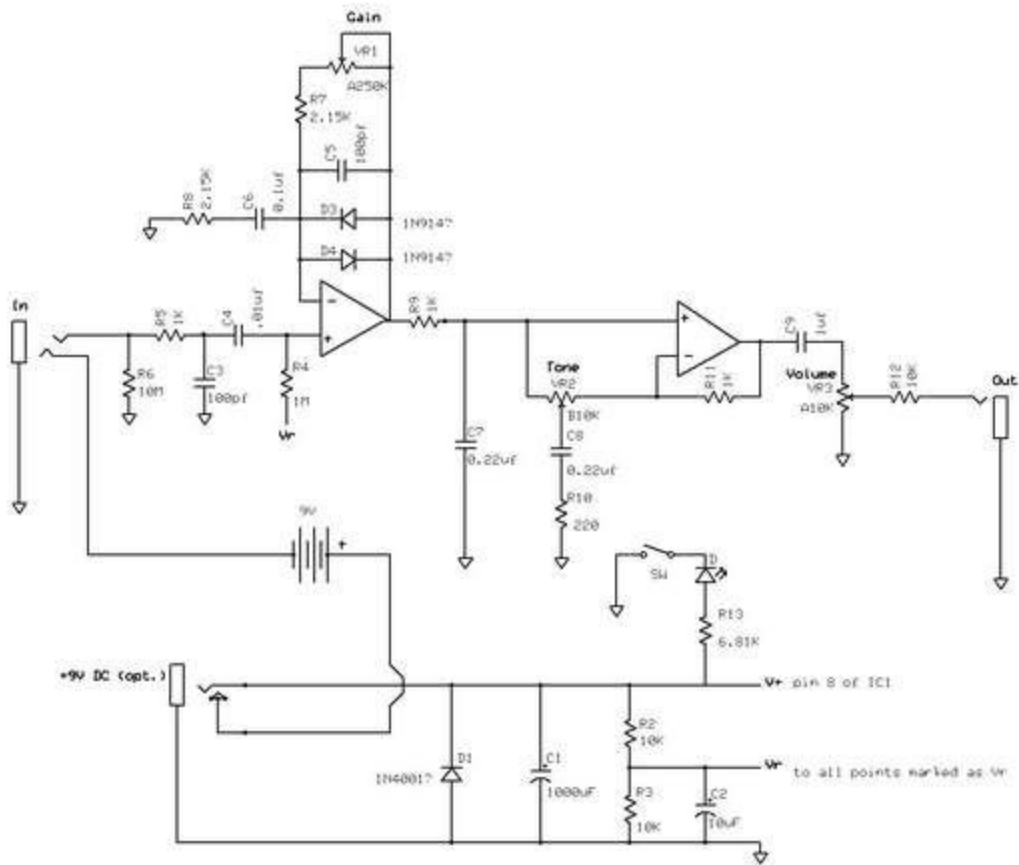 Gain
VR1
A250K
R7
2.15K
C5
100pf
R8
2.15K
C6
0.1uf
D3
1N914?
D4
1N914?
In
R5
1K
C4
.01uf
R9
1K
R6
10M
C3
100pf
R4
1M
Vr
Tone
VR2
B10K
C8
0.22uf
R10
220
C7
0.22uf
R11
1K
C9
1uf
Volume
VR3
A10K
R12
10K
Out
9V
+
SW
D
R13
6.81K
+9V DC (opt.)
V+ pin 8 of IC1
R2
10K
Vr to all points marked as Vr
D1
1N4001?
C1
1000uF
R3
10K
C2
10uF